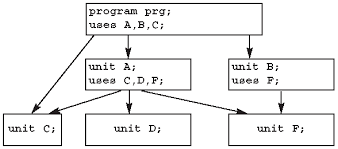 program prg;
uses A,B,C;
unit A;
uses C,D,F;
unit B;
uses F;
unit C;
unit D;
unit F;